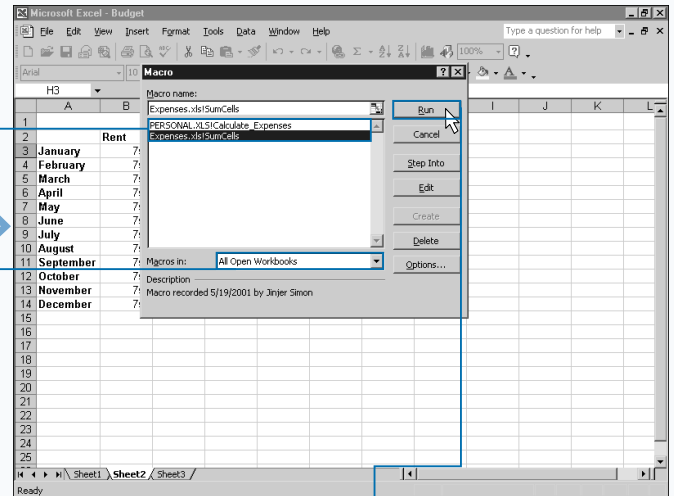 Microsoft Excel - Budget
File Edit View Insert Format Tools Data Window Help
Type a question for help
100%
Arial 10
H3
Macro
Macro name:
Expenses.xls!SumCells
PERSONAL.XLS!Calculate_Expenses
Expenses.xls!SumCells
Run
Cancel
Step Into
Edit
Create
Delete
Options...
Macros in: All Open Workbooks
Description
Macro recorded 5/19/2001 by Jinjer Simon
A B I J K L
1
2 Rent
3 January
4 February
5 March
6 April
7 May
8 June
9 July
10 August
11 September
12 October
13 November
14 December
15
16
17
18
19
20
21
22
23
24
25
Sheet1 Sheet2 Sheet3
Ready